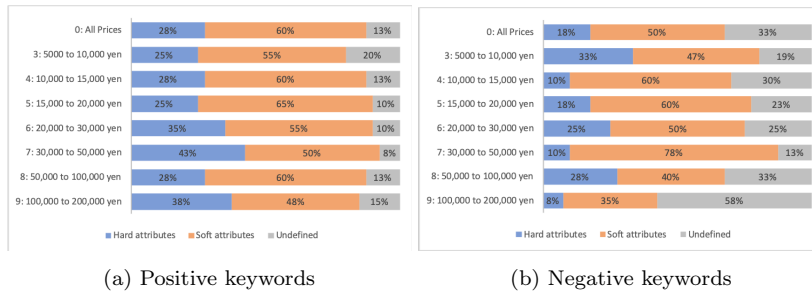 0: All Prices 28% 60% 13%
3: 5000 to 10,000 yen 25% 55% 20%
4: 10,000 to 15,000 yen 28% 60% 13%
5: 15,000 to 20,000 yen 25% 65% 10%
6: 20,000 to 30,000 yen 35% 55% 10%
7: 30,000 to 50,000 yen 43% 50% 8%
8: 50,000 to 100,000 yen 28% 60% 13%
9: 100,000 to 200,000 yen 38% 48% 15%
Hard attributes Soft attributes Undefined
(a) Positive keywords
0: All Prices 18% 50% 33%
3: 5000 to 10,000 yen 33% 47% 19%
4: 10,000 to 15,000 yen 10% 60% 30%
5: 15,000 to 20,000 yen 18% 60% 23%
6: 20,000 to 30,000 yen 25% 50% 25%
7: 30,000 to 50,000 yen 10% 78% 13%
8: 50,000 to 100,000 yen 28% 40% 33%
9: 100,000 to 200,000 yen 8% 35% 58%
Hard attributes Soft attributes Undefined
(b) Negative keywords